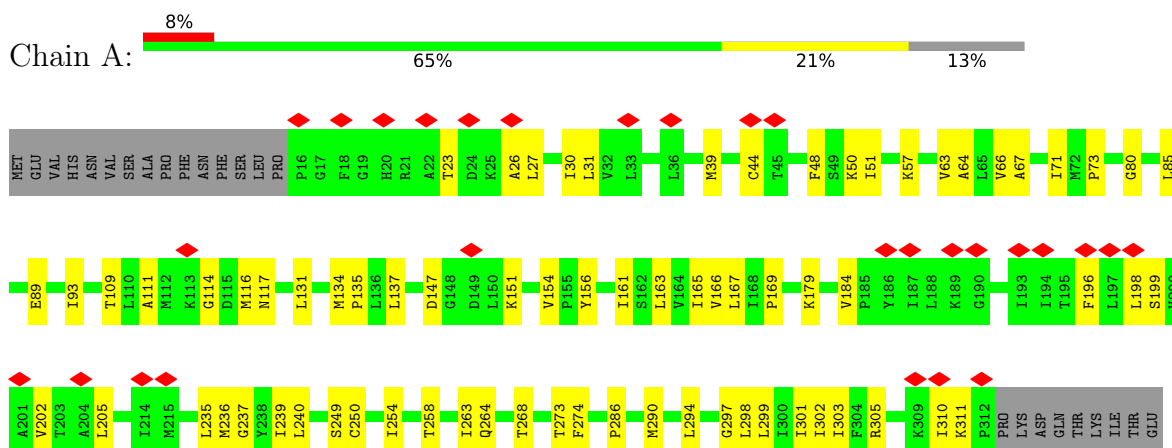 8%
Chain A:
65% 21% 13%
MET GLU VAL HIS ASN VAL SER ALA PRO PHE ASN PHE SER LEU PRO P16 G17 F18 G19 H20 R21 A22 T23 D24 K25 A26 L27 I30 L31 V32 L33 L36 M39 C44 T45 F48 S49 K50 I51 K57 V63 A64 L65 V66 A67 I71 M72 P73 G80 L85
E89 I93 T109 L110 A111 M112 K113 G114 D115 M116 N117 L131 M134 P135 L136 L137 D147 G148 D149 L150 K151 V154 P155 Y156 I161 S162 L163 V164 I165 V166 L167 I168 P169 K179 V184 P185 Y186 I187 L188 K189 G190 I193 I194 T195 F196 L197 L198 S199
A201 V202 T203 A204 L205 I214 M215 L235 M236 G237 Y238 I239 L240 S249 C250 I254 T258 I263 Q264 T268 T273 F274 P286 M290 L294 G297 L298 L299 I300 I301 I302 I303 F304 R305 K309 I310 K311 P312 PRO LYS ASP GLN THR LYS ILE THR GLU